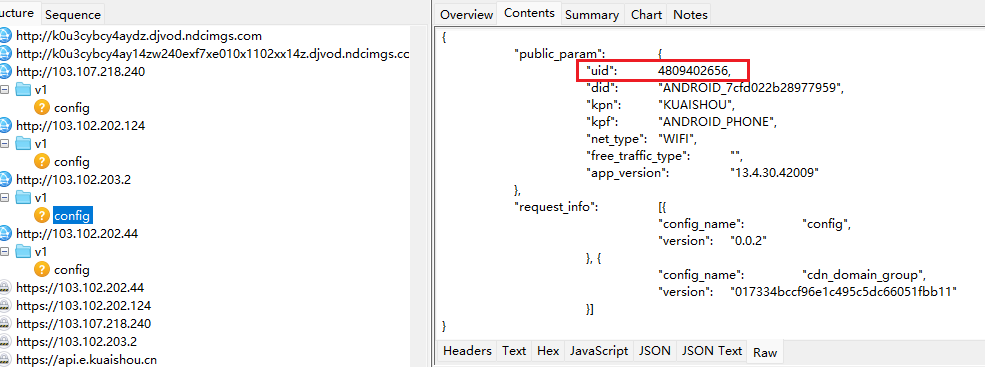 ucture Sequence
http://k0u3cybcy4aydz.djvod.ndcimgs.com
http://k0u3cybcy4ay14zw240exf7xe010x1102xx14z.djvod.ndcimgs.cc
http://103.107.218.240
v1
config
http://103.102.202.124
v1
config
http://103.102.203.2
v1
config
http://103.102.202.44
v1
config
https://103.102.202.44
https://103.102.202.124
https://103.107.218.240
https://103.102.203.2
https://api.e.kuaishou.cn
Overview Contents Summary Chart Notes
{
"public_param": {
"uid": 4809402656,
"did": "ANDROID_7cfd022b28977959",
"kpn": "KUAISHOU",
"kpf": "ANDROID_PHONE",
"net_type": "WIFI",
"free_traffic_type": "",
"app_version": "13.4.30.42009"
},
"request_info": [{
"config_name": "config",
"version": "0.0.2"
}, {
"config_name": "cdn_domain_group",
"version": "017334bccf96e1c495c5dc66051fbb11"
}]
}
Headers Text Hex JavaScript JSON JSON Text Raw